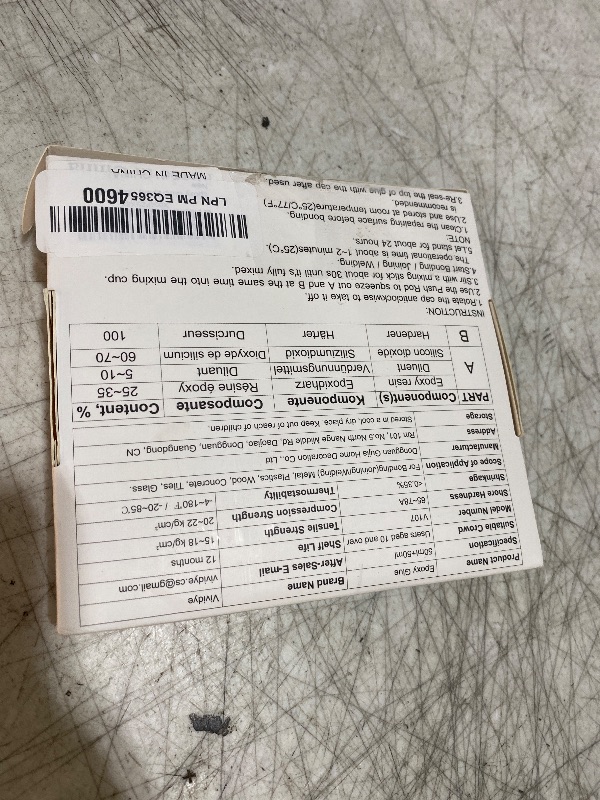 Product Name Epoxy Glue Brand Name Vividye
Specification 50ml+50ml After-Sales E-mail vividye.cs@gmail.com
Suitable Crowd Users aged 10 and over Shelf Life 12 months
Model Number V107 Tensile Strength 15~18 kg/cm²
Shore Hardness 65~78A Compression Strength 20~22 kg/cm²
Shrinkage <0.35% Thermostability -4~180°F / -20~85°C
Scope of Application For Bonding(Joining/Welding) Metal, Plastics, Wood, Concrete, Tiles, Glass.
Manufacturer Dongguan Gujia Home Decoration Co., Ltd
Address Rm 101, No.5 North Nange Middle Rd, Daojiao, Dongguan, Guangdong, CN
Storage Stored in a cool, dry place. Keep out of reach of children.
PART Component(s) Komponente Composante Content, %
A Epoxy resin Epoxidharz Résine époxy 25~35
Diluent Verdünnungsmittel Diluant 5~10
Silicon dioxide Siliziumdioxid Dioxyde de silicium 60~70
B Hardener Härter Durcisseur 100
INSTRUCTION:
1.Rotate the cap anticlockwise to take it off.
2.Use the Push Rod to squeeze out A and B at the same time into the mixing cup.
3.Stir with a mixing stick for about 30s until it's fully mixed.
4.Start Bonding / Joining / Welding.
The operational time is about 1~2 minutes(25°C).
5.Let stand for about 24 hours.
NOTE:
1.Clean the repairing surface before bonding.
2.Use and stored at room temperature(25°C/77°F)
is recommended.
3.Re-seal the top of glue with the cap after used.
LPN PM EQ3654600
MADE IN CHINA